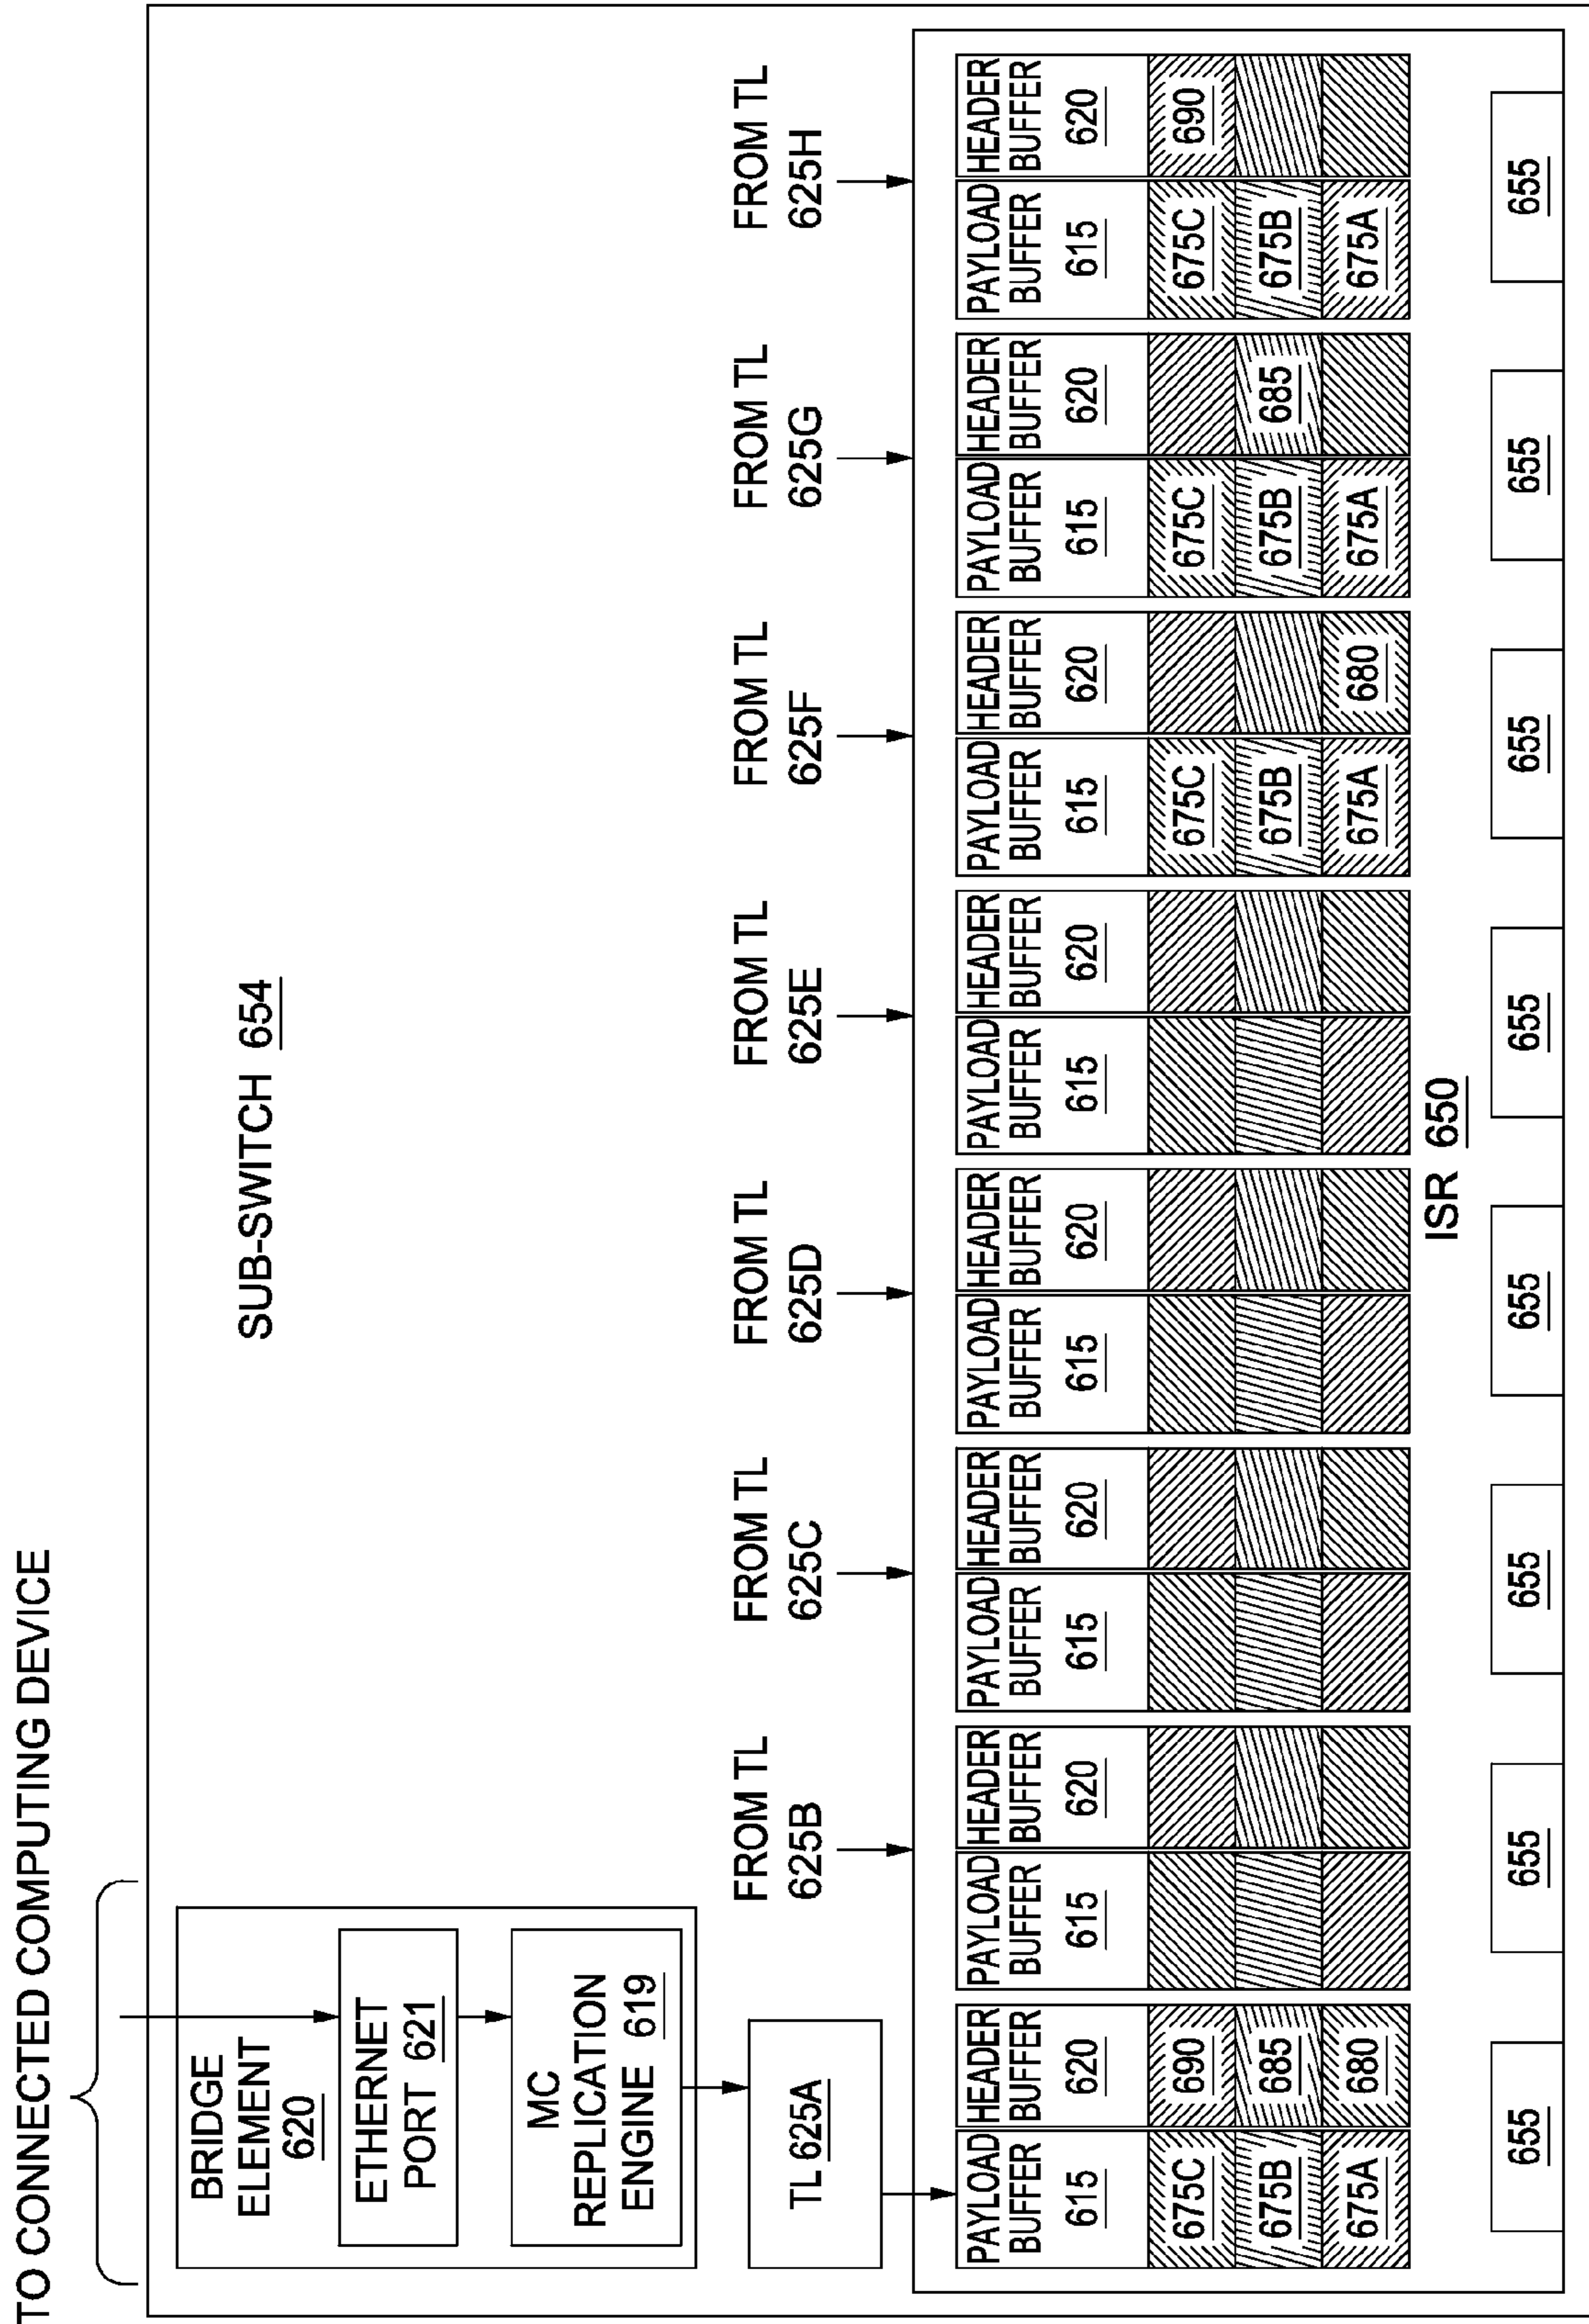 TO CONNECTED COMPUTING DEVICE
SUB-SWITCH 654
BRIDGE
ELEMENT
620
ETHERNET
PORT 621
MC
REPLICATION
ENGINE 619
TL 625A
FROM TL
625B
FROM TL
625C
FROM TL
625D
FROM TL
625E
FROM TL
625F
FROM TL
625G
FROM TL
625H
PAYLOAD
BUFFER
615
675C
675B
675A
HEADER
BUFFER
620
690
685
680
PAYLOAD
BUFFER
615
HEADER
BUFFER
620
PAYLOAD
BUFFER
615
HEADER
BUFFER
620
PAYLOAD
BUFFER
615
HEADER
BUFFER
620
PAYLOAD
BUFFER
615
HEADER
BUFFER
620
PAYLOAD
BUFFER
615
675C
675B
675A
HEADER
BUFFER
620
680
PAYLOAD
BUFFER
615
675C
675B
675A
HEADER
BUFFER
620
685
PAYLOAD
BUFFER
615
675C
675B
675A
HEADER
BUFFER
620
690
ISR 650
655
655
655
655
655
655
655
655